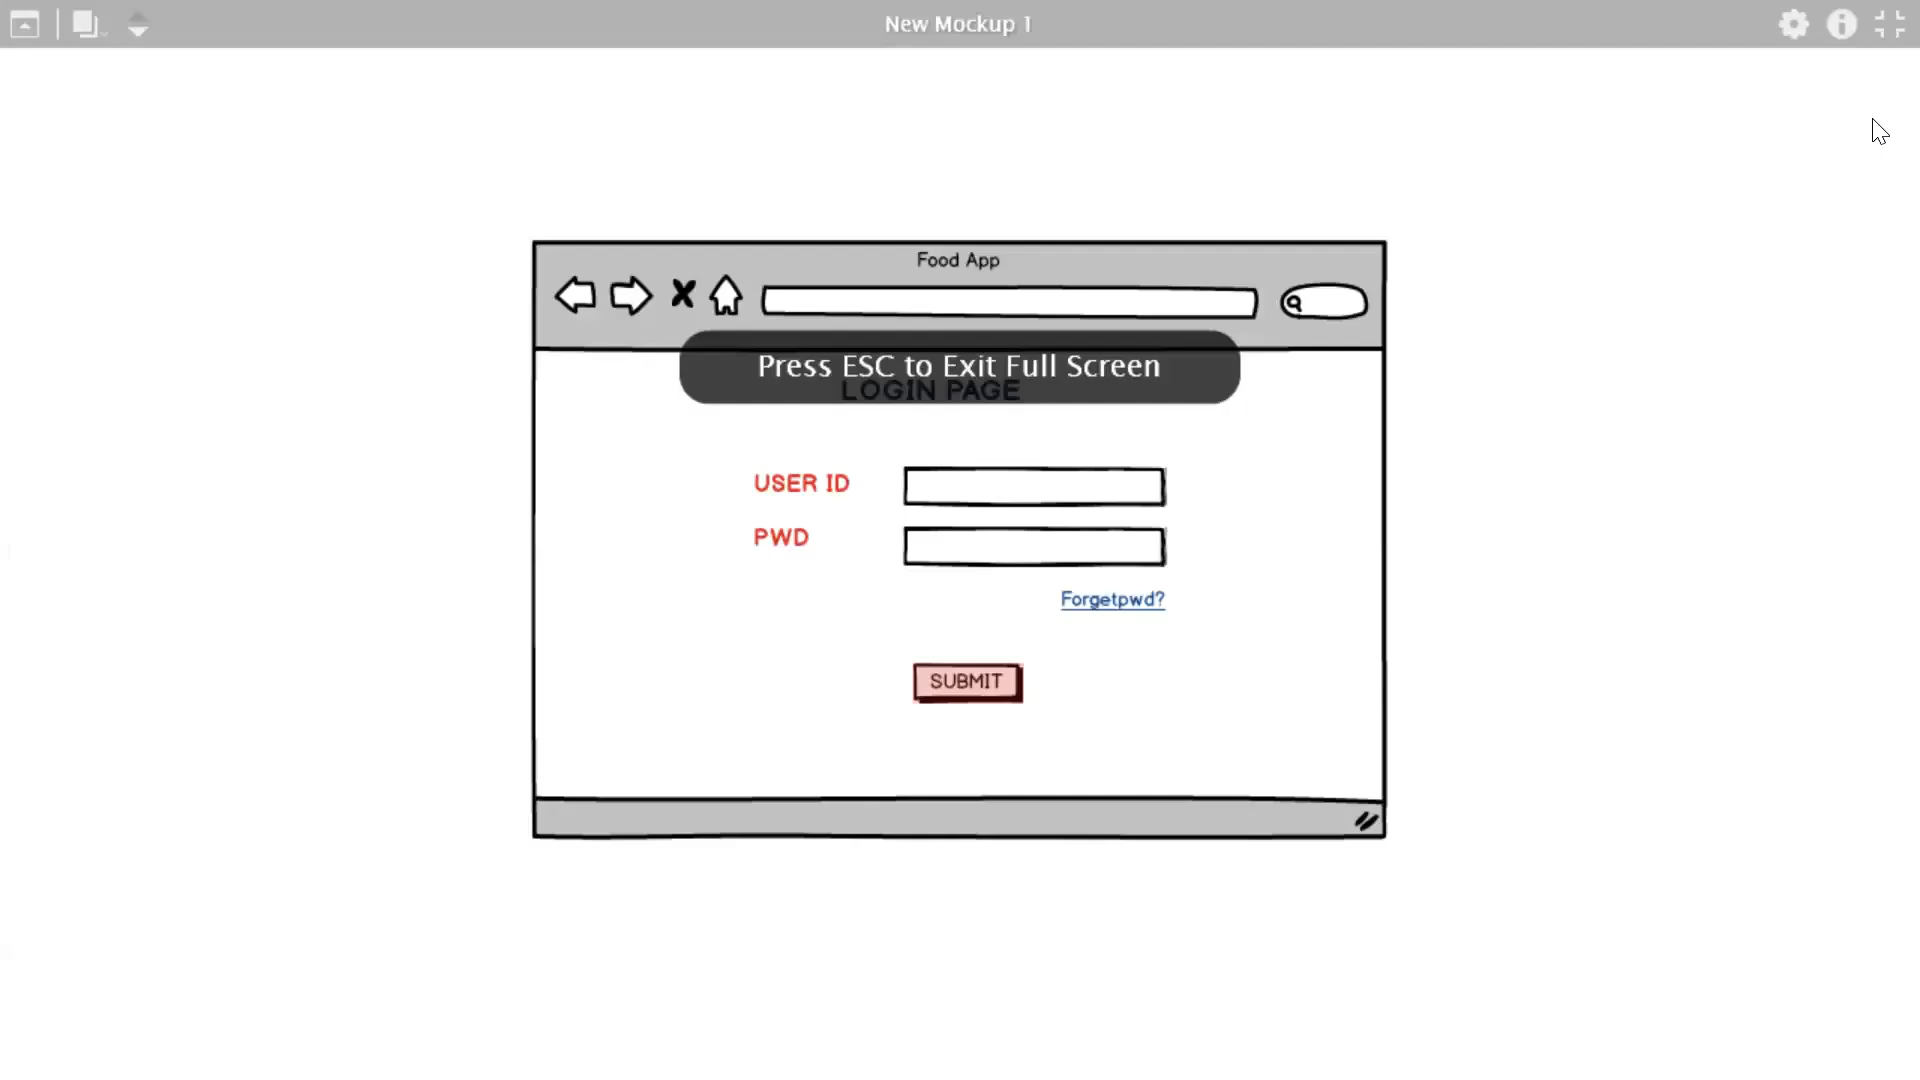 New Mockup 1
Food App
Press ESC to Exit Full Screen
LOGIN PAGE
USER ID
PWD
Forgetpwd?
SUBMIT